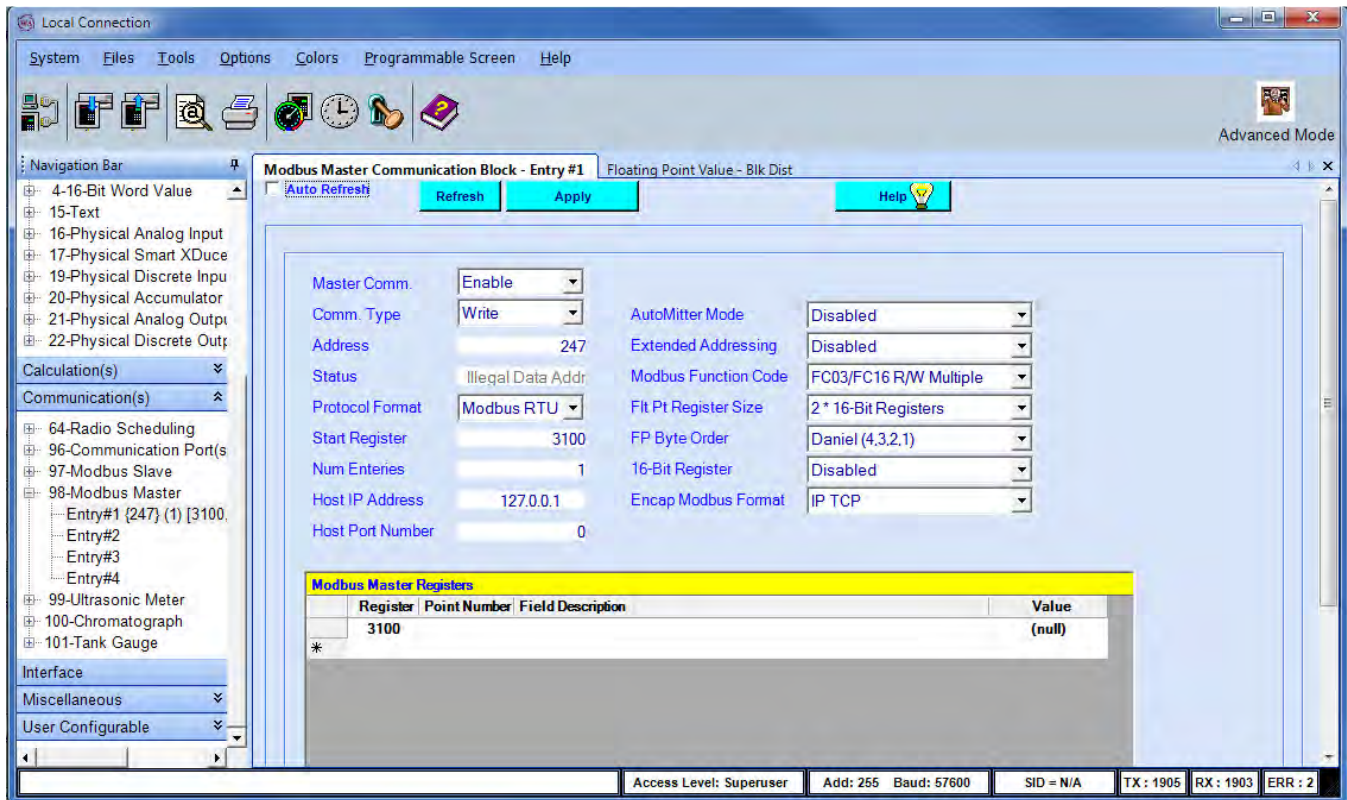 Local Connection
System Files Tools Options Colors Programmable Screen Help
Advanced Mode
Navigation Bar
4-16-Bit Word Value
15-Text
16-Physical Analog Input
17-Physical Smart XDuce
19-Physical Discrete Inpu
20-Physical Accumulator
21-Physical Analog Outpu
22-Physical Discrete Outp
Calculation(s)
Communication(s)
64-Radio Scheduling
96-Communication Port(s
97-Modbus Slave
98-Modbus Master
Entry#1 {247} (1) [3100,
Entry#2
Entry#3
Entry#4
99-Ultrasonic Meter
100-Chromatograph
101-Tank Gauge
Interface
Miscellaneous
User Configurable
Modbus Master Communication Block - Entry #1 Floating Point Value - Blk Dist
Auto Refresh Refresh Apply Help
Master Comm. Enable
Comm. Type Write AutoMitter Mode Disabled
Address 247 Extended Addressing Disabled
Status Illegal Data Addr Modbus Function Code FC03/FC16 R/W Multiple
Protocol Format Modbus RTU Flt Pt Register Size 2 * 16-Bit Registers
Start Register 3100 FP Byte Order Daniel (4,3,2,1)
Num Enteries 1 16-Bit Register Disabled
Host IP Address 127.0.0.1 Encap Modbus Format IP TCP
Host Port Number 0
Modbus Master Registers
Register Point Number Field Description Value
3100 (null)
*
Access Level: Superuser Add: 255 Baud: 57600 SID = N/A TX : 1905 RX : 1903 ERR : 2